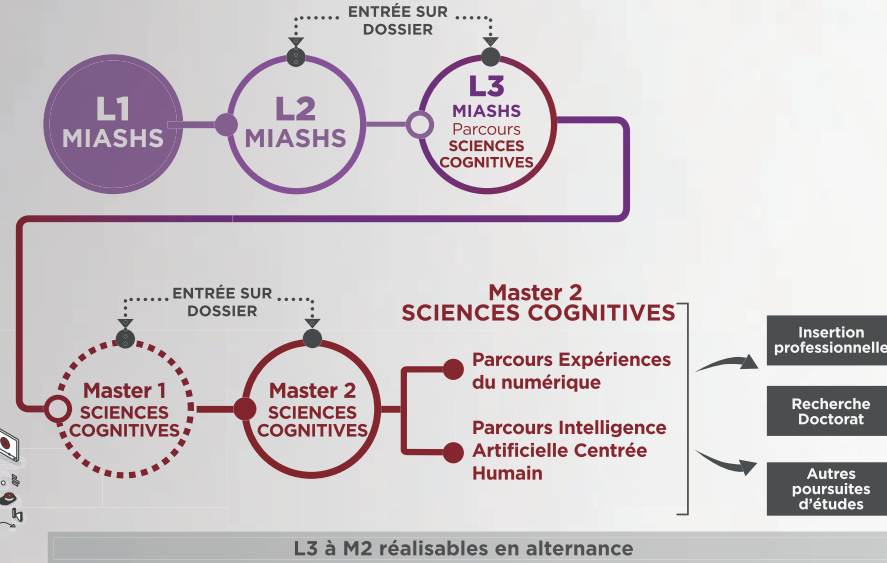 ENTRÉE SUR
DOSSIER
L1
MIASHS
L2
MIASHS
L3
MIASHS
Parcours
SCIENCES
COGNITIVES
ENTRÉE SUR
DOSSIER
Master 1
SCIENCES
COGNITIVES
Master 2
SCIENCES
COGNITIVES
Master 2
SCIENCES COGNITIVES
Parcours Expériences
du numérique
Parcours Intelligence
Artificielle Centrée
Humain
Insertion
professionnelle
Recherche
Doctorat
Autres
poursuites
d'études
L3 à M2 réalisables en alternance